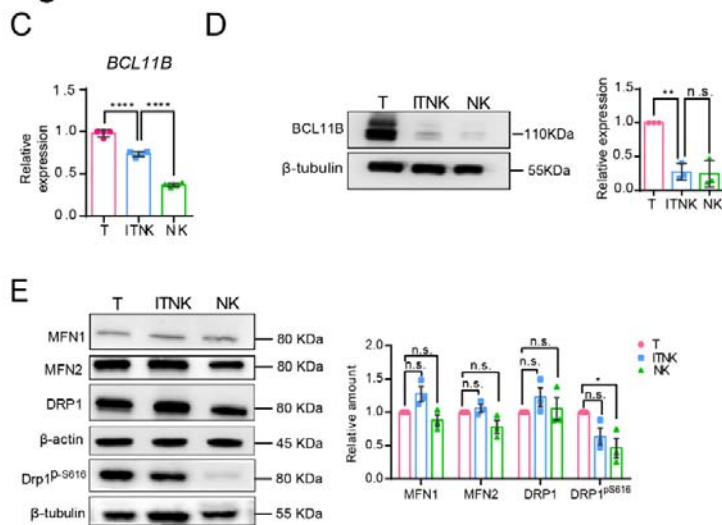 C
D
BCL11B
1.5
1.0
0.5
0.0
Relative expression
**** ****
T ITNK NK
T ITNK NK
BCL11B
110KDa
β-tubulin
55KDa
1.5
1.0
0.5
0.0
Relative expression
** n.s.
T ITNK NK
E
T ITNK NK
MFN1 80 KDa
MFN2 80 KDa
DRP1 80 KDa
β-actin 45 KDa
Drp1p-S616 80 KDa
β-tubulin 55 KDa
2.0
1.5
1.0
0.5
0.0
Relative amount
n.s. n.s. n.s. *
n.s. n.s. n.s. n.s.
MFN1 MFN2 DRP1 DRP1pS616
T
ITNK
NK